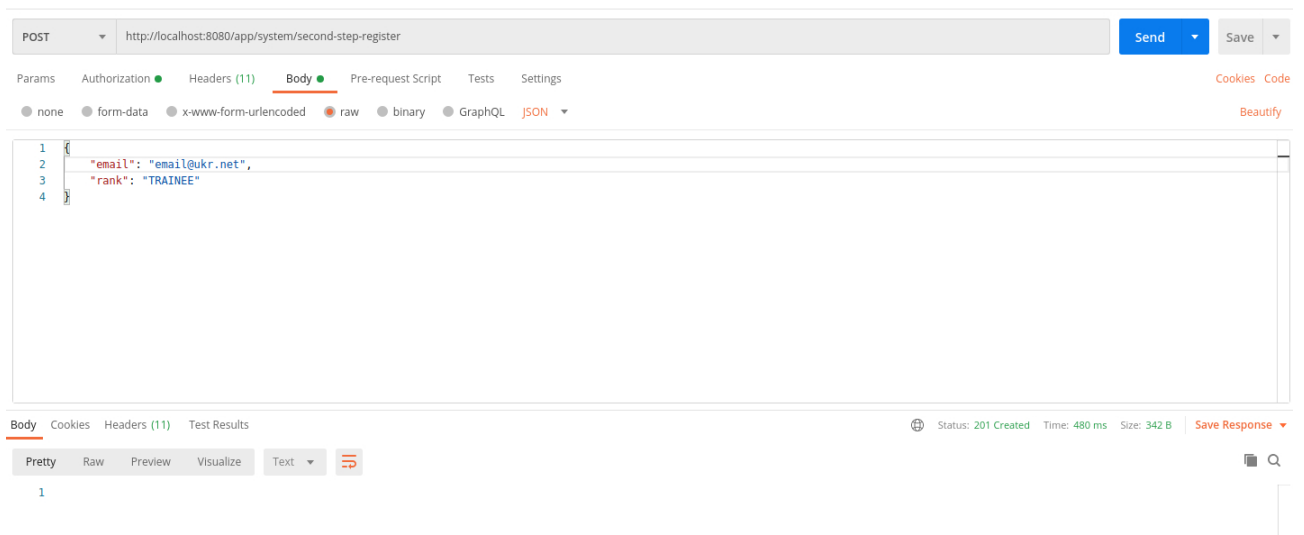 POST http://localhost:8080/app/system/second-step-register Send Save
Params Authorization Headers (11) Body Pre-request Script Tests Settings Cookies Code
none form-data x-www-form-urlencoded raw binary GraphQL JSON Beautify
1 {
2 "email": "email@ukr.net",
3 "rank": "TRAINEE"
4 }
Body Cookies Headers (11) Test Results Status: 201 Created Time: 480 ms Size: 342 B Save Response
Pretty Raw Preview Visualize Text
1